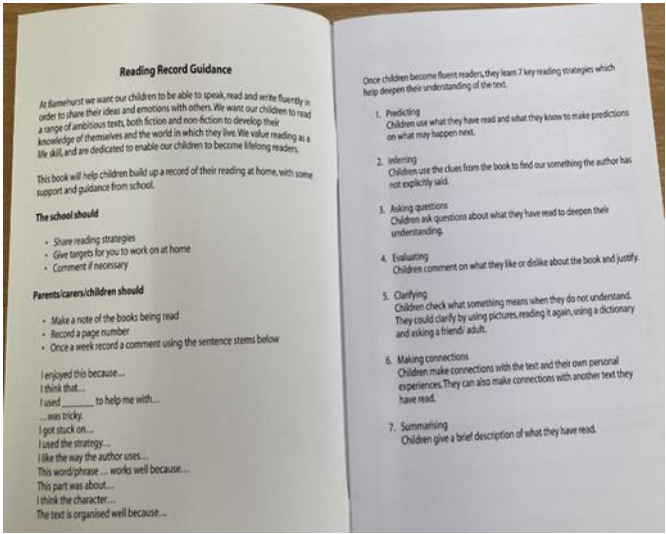 Reading Record Guidance
At Barnehurst we want our children to be able to speak, read and write fluently in
order to share their ideas and emotions with others. We want our children to read
a range of ambitious texts, both fiction and non-fiction to develop their
knowledge of themselves and the world in which they live. We value reading as a
life skill, and are dedicated to enable our children to become lifelong readers.
This book will help children build up a record of their reading at home, with some
support and guidance from school.
The school should
• Share reading strategies
• Give targets for you to work on at home
• Comment if necessary
Parents/carers/children should
• Make a note of the books being read
• Record a page number
• Once a week record a comment using the sentence stems below
I enjoyed this because...
I think that...
I used ______ to help me with...
...was tricky.
I got stuck on...
I used the strategy...
I like the way the author uses...
This word/phrase ... works well because...
This part was about...
I think the character...
The text is organised well because...
Once children become fluent readers, they learn 7 key reading strategies which
help deepen their understanding of the text.
1. Predicting
Children use what they have read and what they know to make predictions
on what may happen next.
2. Inferring
Children use the clues from the book to find our something the author has
not explicitly said.
3. Asking questions
Children ask questions about what they have read to deepen their
understanding.
4. Evaluating
Children comment on what they like or dislike about the book and justify.
5. Clarifying
Children check what something means when they do not understand.
They could clarify by using pictures, reading it again, using a dictionary
and asking a friend/ adult.
6. Making connections
Children make connections with the text and their own personal
experiences. They can also make connections with another text they
have read.
7. Summarising
Children give a brief description of what they have read.